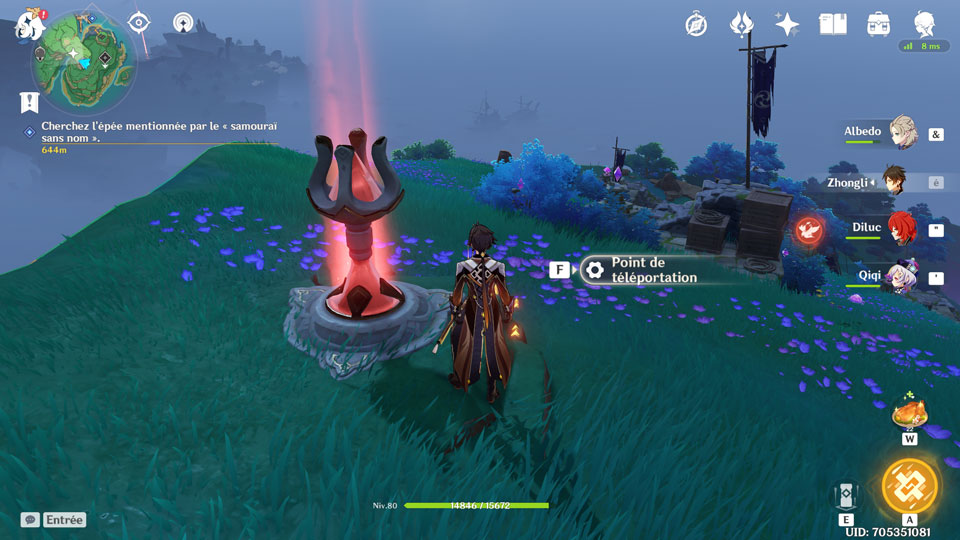 8 ms
Cherchez l'épée mentionnée par le « samouraï
sans nom ».
644m
Albedo
&
Zhongli
é
Diluc
"
Qiqi
'
F
Point de
téléportation
W
Niv.80
14846 / 15672
Entrée
E
A
UID: 705351081